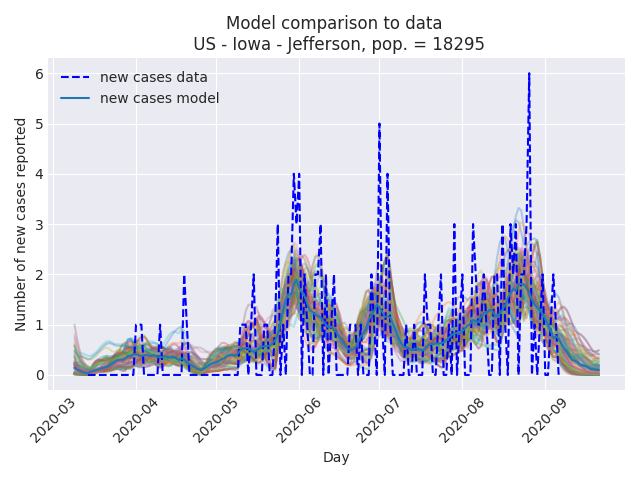 Model comparison to data
US - Iowa - Jefferson, pop. = 18295
new cases data
new cases model
Number of new cases reported
6
5
4
3
2
1
0
2020-03
2020-04
2020-05
2020-06
2020-07
2020-08
2020-09
Day